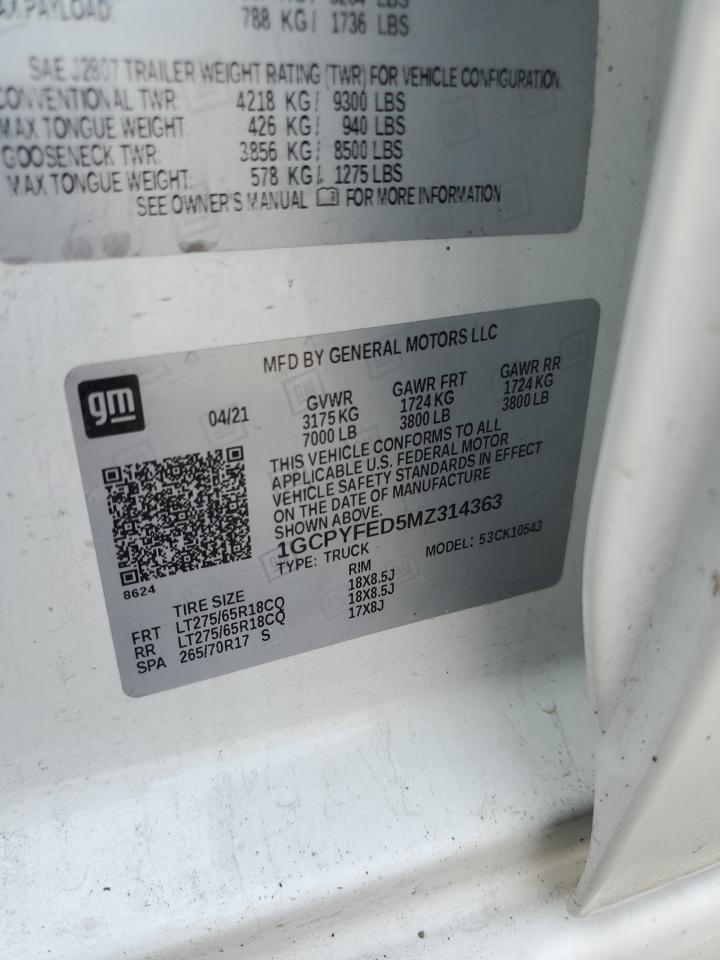 MAX PAYLOAD:
788 KG/ 1736 LBS
SAE J2807 TRAILER WEIGHT RATING (TWR) FOR VEHICLE CONFIGURATION
CONVENTIONAL TWR: 4218 KG/ 9300 LBS
MAX TONGUE WEIGHT: 426 KG/ 940 LBS
GOOSENECK TWR: 3856 KG/ 8500 LBS
MAX TONGUE WEIGHT: 578 KG/ 1275 LBS
SEE OWNER'S MANUAL FOR MORE INFORMATION
MFD BY GENERAL MOTORS LLC
gm
04/21
GVWR GAWR FRT GAWR RR
3175 KG 1724 KG 1724 KG
7000 LB 3800 LB 3800 LB
THIS VEHICLE CONFORMS TO ALL
APPLICABLE U.S. FEDERAL MOTOR
VEHICLE SAFETY STANDARDS IN EFFECT
ON THE DATE OF MANUFACTURE
SHOWN ABOVE.
1GCPYFED5MZ314363
TYPE: TRUCK MODEL: 53CK10543
8624
TIRE SIZE RIM
FRT LT275/65R18CQ 18X8.5J
RR LT275/65R18CQ 18X8.5J
SPA 265/70R17 S 17X8J